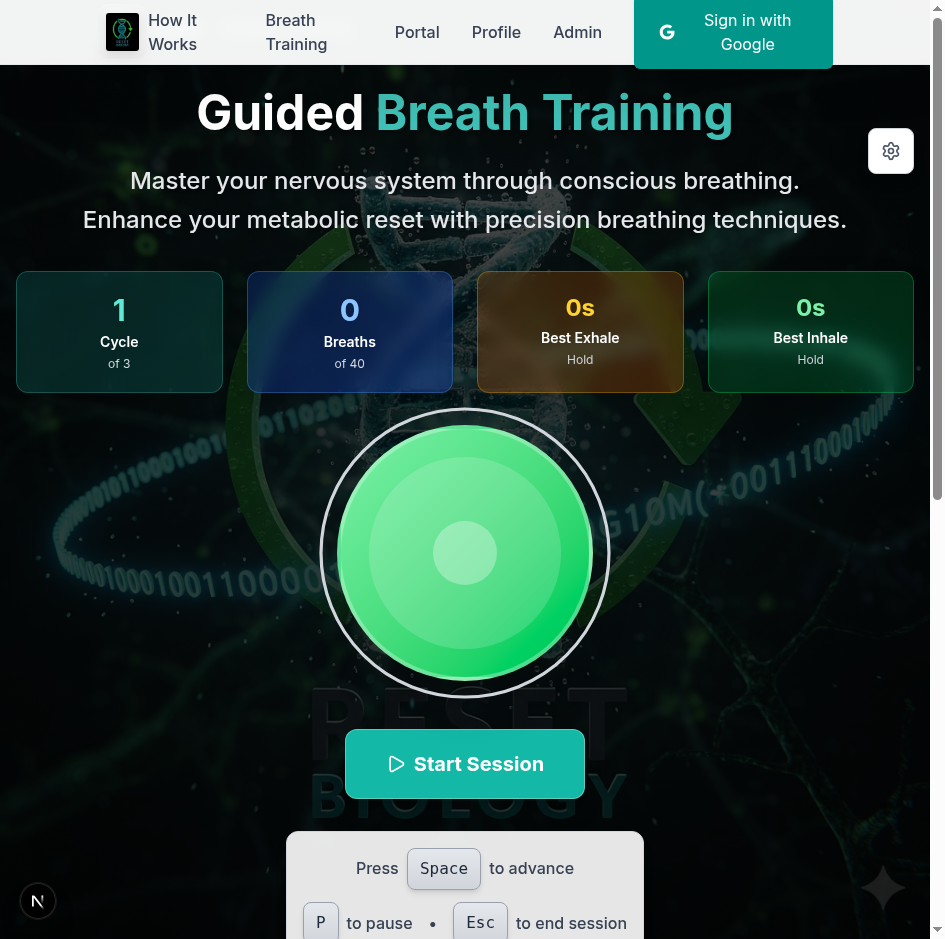 How It Works
Breath Training
Portal
Profile
Admin
Sign in with Google
Guided Breath Training
Master your nervous system through conscious breathing.
Enhance your metabolic reset with precision breathing techniques.
1
Cycle
of 3
0
Breaths
of 40
0s
Best Exhale
Hold
0s
Best Inhale
Hold
RESET
Start Session
BIOLOGY
Press Space to advance
P to pause • Esc to end session
N